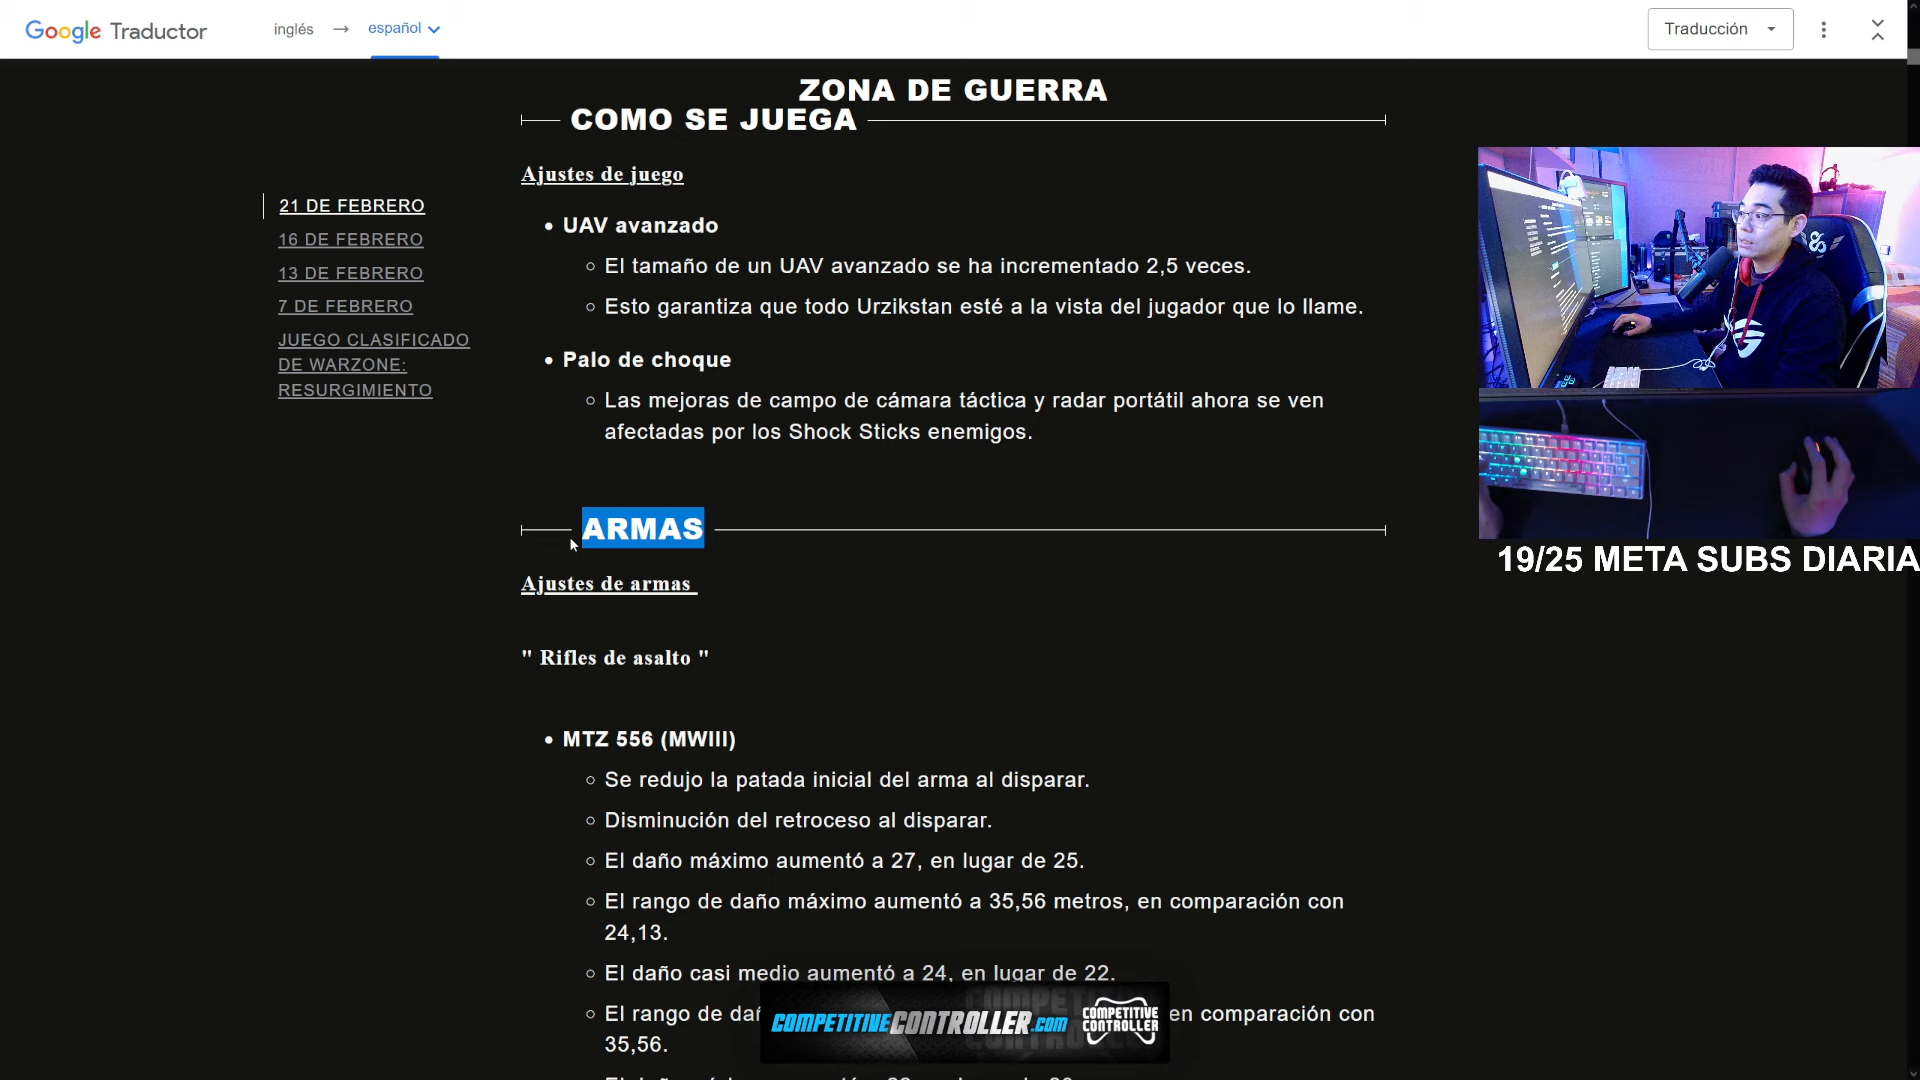 Google Traductor
inglés → español
Traducción
ZONA DE GUERRA
COMO SE JUEGA
Ajustes de juego
21 DE FEBRERO
16 DE FEBRERO
13 DE FEBRERO
7 DE FEBRERO
JUEGO CLASIFICADO
DE WARZONE:
RESURGIMIENTO
• UAV avanzado
El tamaño de un UAV avanzado se ha incrementado 2,5 veces.
Esto garantiza que todo Urzikstan esté a la vista del jugador que lo llame.
• Palo de choque
Las mejoras de campo de cámara táctica y radar portátil ahora se ven
afectadas por los Shock Sticks enemigos.
ARMAS
Ajustes de armas
" Rifles de asalto "
• MTZ 556 (MWIII)
Se redujo la patada inicial del arma al disparar.
Disminución del retroceso al disparar.
El daño máximo aumentó a 27, en lugar de 25.
El rango de daño máximo aumentó a 35,56 metros, en comparación con
24,13.
El daño casi medio aumentó a 24, en lugar de 22.
El rango de en comparación con
35,56.
COMPETITIVECONTROLLER.COM
COMPETITIVE
CONTROLLER
19/25 META SUBS DIARIA